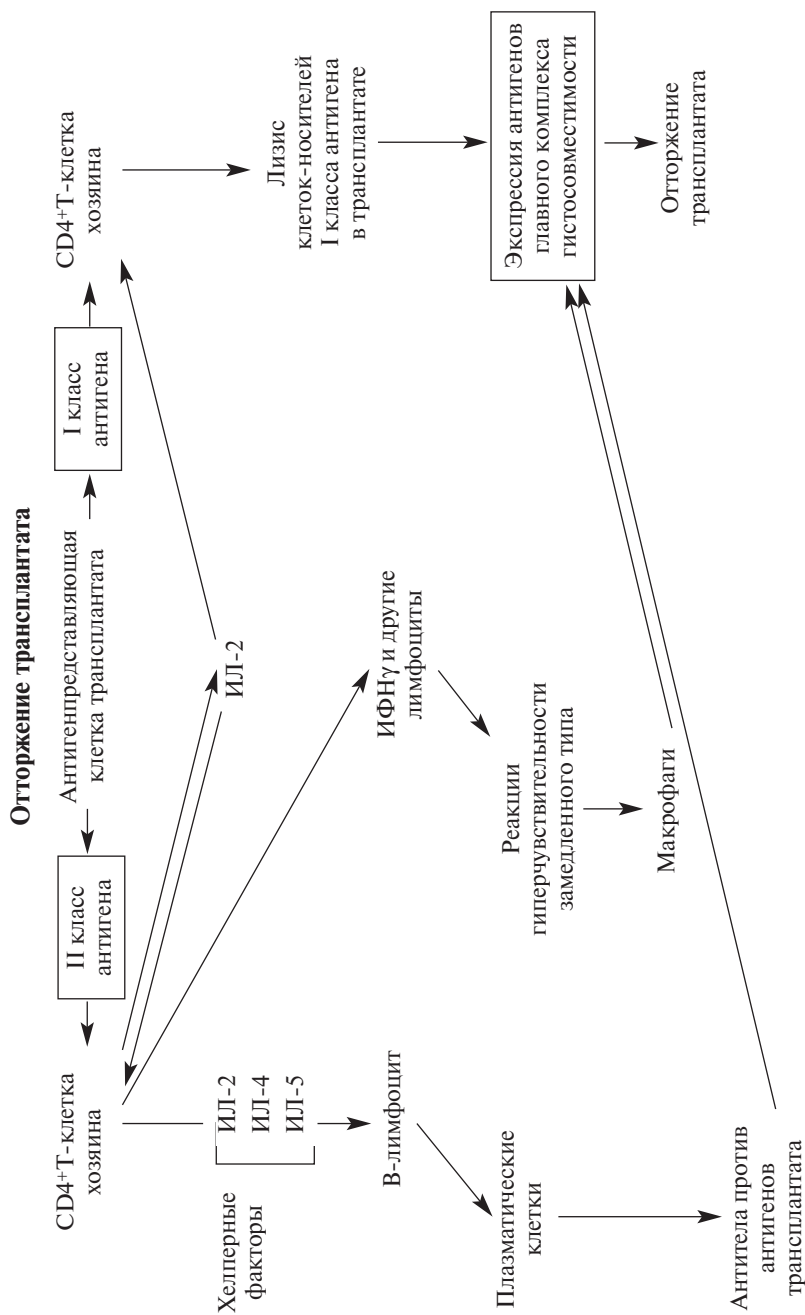 Отторжение трансплантата
Антигенпредставляющая
клетка трансплантата
II класс
антигена
I класс
антигена
CD4+Т-клетка
хозяина
CD4+Т-клетка
хозяина
ИЛ-2
Хелперные
факторы
ИЛ-2
ИЛ-4
ИЛ-5
Лизис
клеток-носителей
I класса антигена
в трансплантате
В-лимфоцит
ИФНγ и другие
лимфоциты
Плазматические
клетки
Реакции
гиперчувствительности
замедленного типа
Экспрессия антигенов
главного комплекса
гистосовместимости
Макрофаги
Антитела против
антигенов
трансплантата
Отторжение
трансплантата